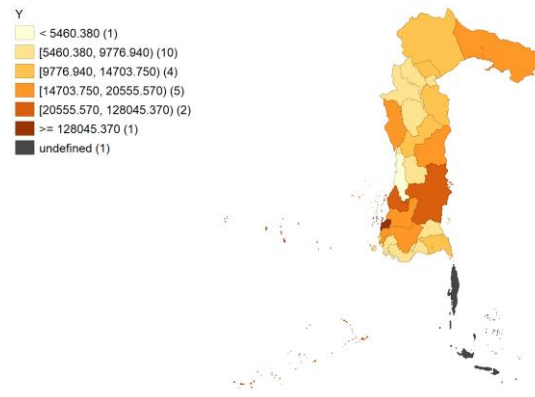 Y
< 5460.380 (1)
[5460.380, 9776.940) (10)
[9776.940, 14703.750) (4)
[14703.750, 20555.570) (5)
[20555.570, 128045.370) (2)
>= 128045.370 (1)
undefined (1)